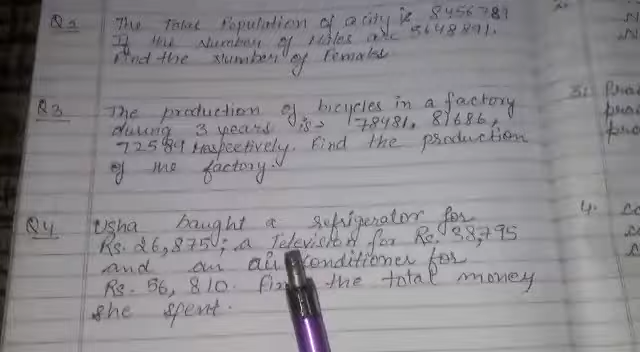 Q2 The Total Population of a city is 8456781
If the Number of Males are 5648891.
Find the Number of Females
Q3 The production of bicycles in a factory
during 3 years is 78481, 81686,
72589 respectively. Find the production
of the factory.
Q4 Usha bought a refrigerator for
Rs. 26,875; a Television for Rs. 38,795
and an air conditioner for
Rs. 56,810. the total money
she spent.
3.
4.